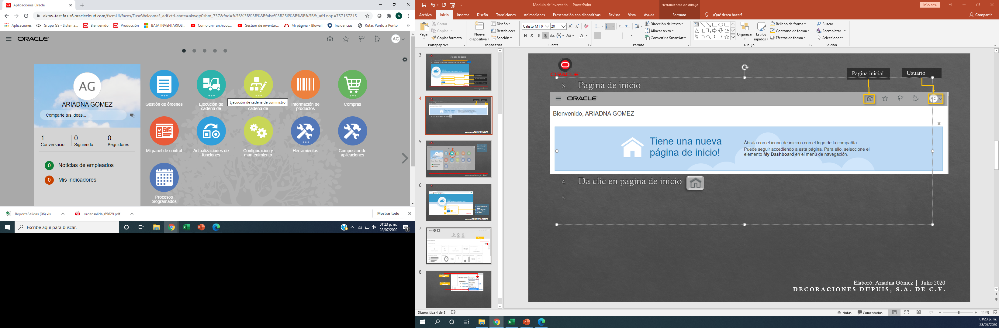 Aplicaciones Oracle
ekbw-test.fa.us6.oraclecloud.com/fscmUI/faces/FuseWelcome?_adf.ctrl-state=akwgp0shm_737&fnd=%3B%3B%3B%3Bfalse%3B256%3B%3B%3B&_afrLoop=757167215...
A
Aplicaciones GS Grupo GS - Sistema... Bienvenido Producción BAJA INVENTARIOS... Como unir archivos... Gestion de inventar... Mi página - Bluwall Incidencias Rutas Punto a Punto »
ORACLE
AG
AG
ARIADNA GOMEZ
Comparte tus ideas...
1 0 0
Conversacio... Siguiendo Seguidores
0 Noticias de empleados
0 Mis indicadores
Gestión de órdenes
Ejecución de cadena de
Ejecución de cadena de suministro
cadena de
Información de productos
Compras
Mi panel de control
Actualizaciones de funciones
Configuración y mantenimiento
Herramientas
Compositor de aplicaciones
Procesos programados
ReporteSalidas (96).xls
PDF ordensalida_65629.pdf
Mostrar todo
Escribe aquí para buscar.
01:23 p. m.
28/07/2020
1
Modulo de inventario - PowerPoint
Herramientas de dibujo
Inic. ses.
Archivo Inicio Insertar Diseño Transiciones Animaciones Presentación con diapositivas Revisar Vista Ayuda Formato ¿Qué desea hacer? Compartir
Pegar
Cortar
Copiar
Copiar formato
Portapapeles
Nueva diapositiva
Diseño
Restablecer
Sección
Diapositivas
Calisto MT (C 20
N K S S abc AV Aa A
Fuente
Dirección del texto
Alinear texto
Convertir a SmartArt
Párrafo
Organizar
Estilos rápidos
Relleno de forma
Contorno de forma
Efectos de forma
Dibujo
Buscar
Reemplazar
Seleccionar
Edición
3
Pasos básicos
4
5
6
7
8
ORACLE
Pagina inicial
Usuario
3. Pagina de inicio
ORACLE
AG
Bienvenido, ARIADNA GOMEZ
Tiene una nueva
página de inicio!
Ábrala con el icono de inicio o con el logo de la compañía.
Puede seguir accediendo a esta página. Para ello, seleccione el
elemento My Dashboard en el menú de navegación.
4. Da clic en pagina de inicio
5.
Elaboró: Ariadna Gómez | Julio 2020
DECORACIONES DUPUIS, S.A. DE C.V.
Diapositiva 4 de 8
Notas Comentarios 114%
01:23 p. m.
28/07/2020